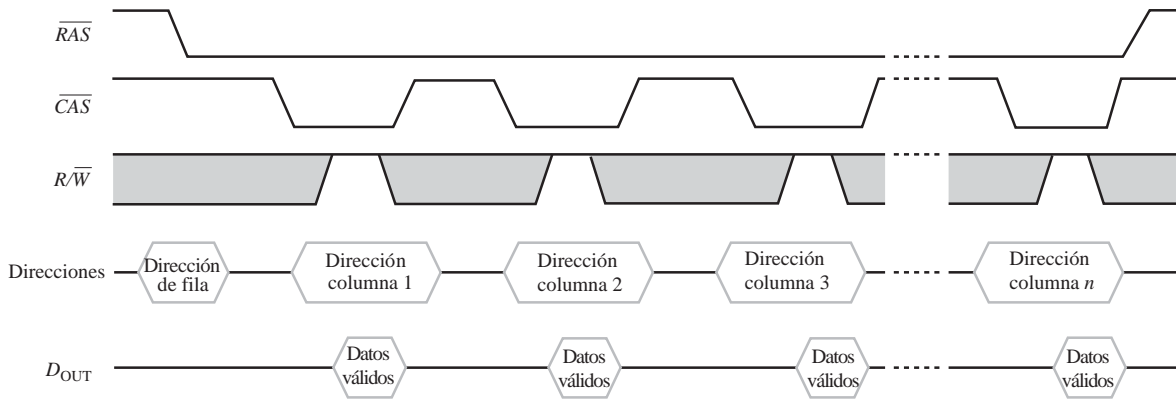 RAS
CAS
R/W
Direcciones
Dirección
de fila
Dirección
columna 1
Dirección
columna 2
Dirección
columna 3
Dirección
columna n
DOUT
Datos
válidos
Datos
válidos
Datos
válidos
Datos
válidos